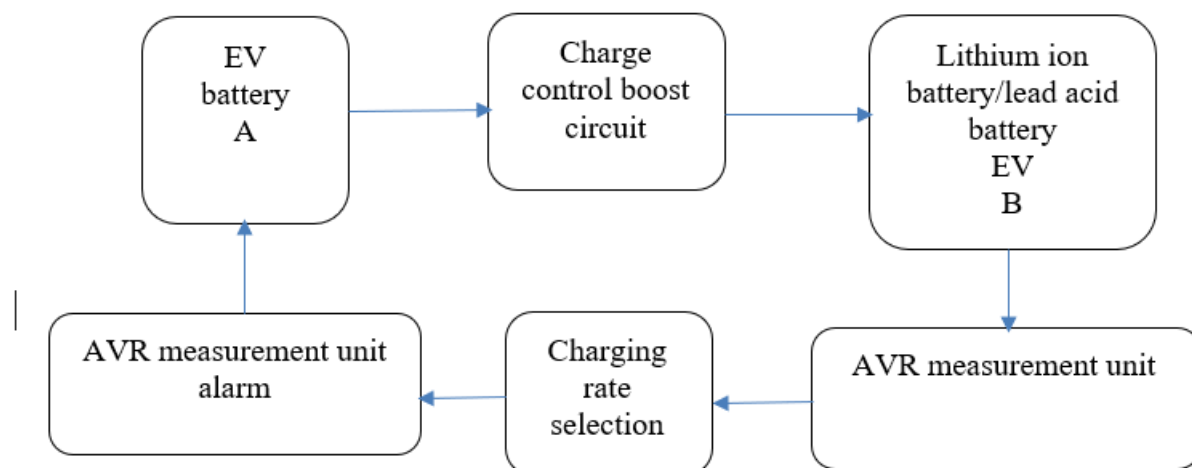 EV
battery
A
Charge
control boost
circuit
Lithium ion
battery/lead acid
battery
EV
B
AVR measurement unit
alarm
Charging
rate
selection
AVR measurement unit